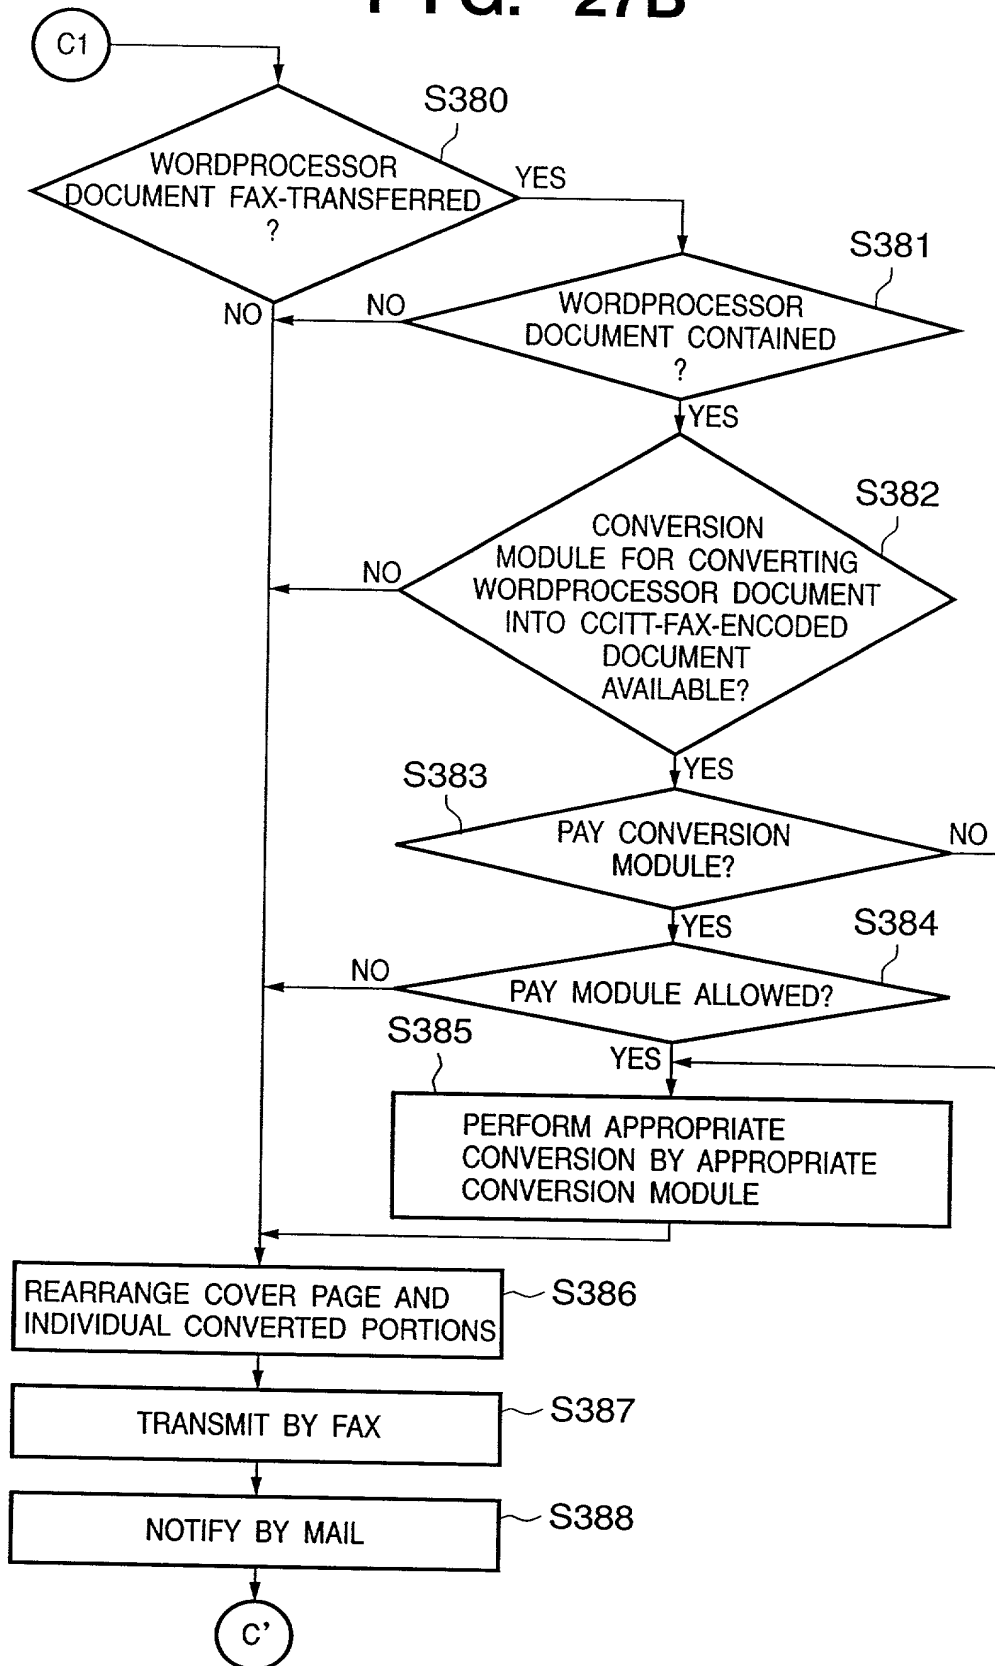 FIG. 27B
C1
S380
WORDPROCESSOR
DOCUMENT FAX-TRANSFERRED
?
YES
NO
S381
WORDPROCESSOR
DOCUMENT CONTAINED
?
NO
YES
S382
CONVERSION
MODULE FOR CONVERTING
WORDPROCESSOR DOCUMENT
INTO CCITT-FAX-ENCODED
DOCUMENT
AVAILABLE?
NO
YES
S383
PAY CONVERSION
MODULE?
NO
YES
S384
PAY MODULE ALLOWED?
NO
YES
S385
PERFORM APPROPRIATE
CONVERSION BY APPROPRIATE
CONVERSION MODULE
REARRANGE COVER PAGE AND
INDIVIDUAL CONVERTED PORTIONS
S386
TRANSMIT BY FAX
S387
NOTIFY BY MAIL
S388
C'